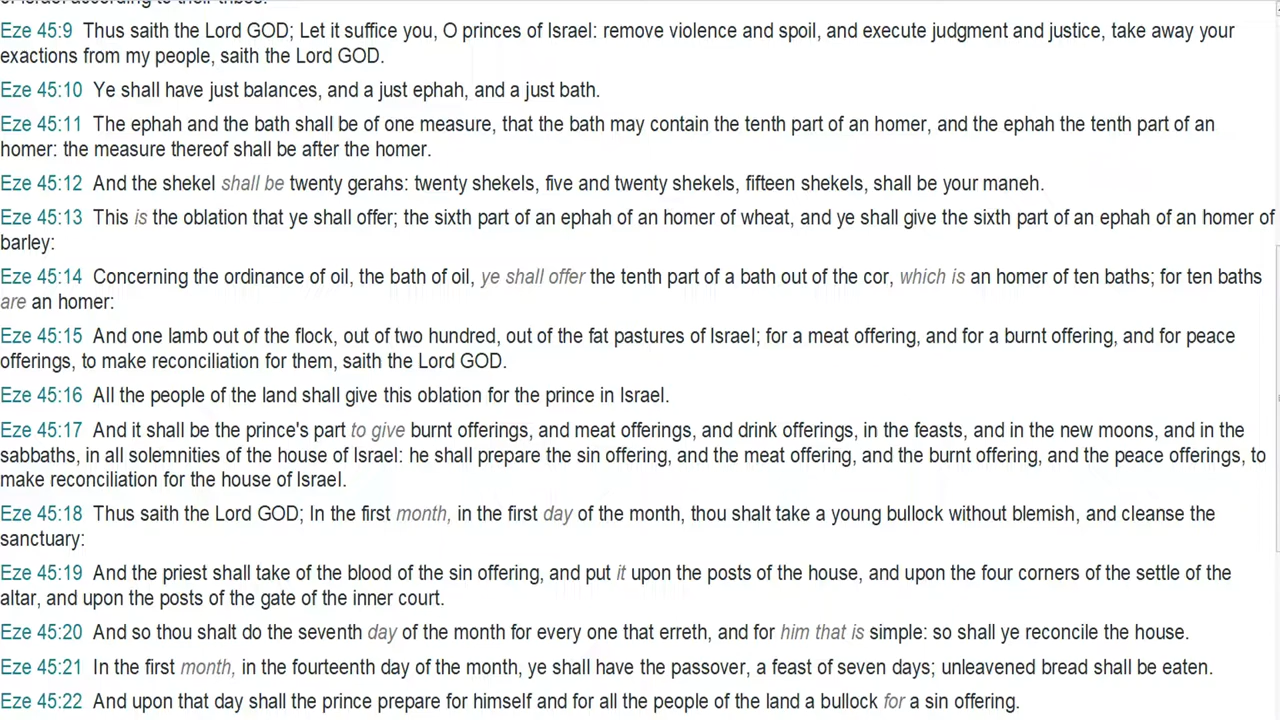 of Israel according to their tribes.
Eze 45:9 Thus saith the Lord GOD; Let it suffice you, O princes of Israel: remove violence and spoil, and execute judgment and justice, take away your
exactions from my people, saith the Lord GOD.
Eze 45:10 Ye shall have just balances, and a just ephah, and a just bath.
Eze 45:11 The ephah and the bath shall be of one measure, that the bath may contain the tenth part of an homer, and the ephah the tenth part of an
homer: the measure thereof shall be after the homer.
Eze 45:12 And the shekel shall be twenty gerahs: twenty shekels, five and twenty shekels, fifteen shekels, shall be your maneh.
Eze 45:13 This is the oblation that ye shall offer; the sixth part of an ephah of an homer of wheat, and ye shall give the sixth part of an ephah of an homer of
barley:
Eze 45:14 Concerning the ordinance of oil, the bath of oil, ye shall offer the tenth part of a bath out of the cor, which is an homer of ten baths; for ten baths
are an homer:
Eze 45:15 And one lamb out of the flock, out of two hundred, out of the fat pastures of Israel; for a meat offering, and for a burnt offering, and for peace
offerings, to make reconciliation for them, saith the Lord GOD.
Eze 45:16 All the people of the land shall give this oblation for the prince in Israel.
Eze 45:17 And it shall be the prince's part to give burnt offerings, and meat offerings, and drink offerings, in the feasts, and in the new moons, and in the
sabbaths, in all solemnities of the house of Israel: he shall prepare the sin offering, and the meat offering, and the burnt offering, and the peace offerings, to
make reconciliation for the house of Israel.
Eze 45:18 Thus saith the Lord GOD; In the first month, in the first day of the month, thou shalt take a young bullock without blemish, and cleanse the
sanctuary:
Eze 45:19 And the priest shall take of the blood of the sin offering, and put it upon the posts of the house, and upon the four corners of the settle of the
altar, and upon the posts of the gate of the inner court.
Eze 45:20 And so thou shalt do the seventh day of the month for every one that erreth, and for him that is simple: so shall ye reconcile the house.
Eze 45:21 In the first month, in the fourteenth day of the month, ye shall have the passover, a feast of seven days; unleavened bread shall be eaten.
Eze 45:22 And upon that day shall the prince prepare for himself and for all the people of the land a bullock for a sin offering.